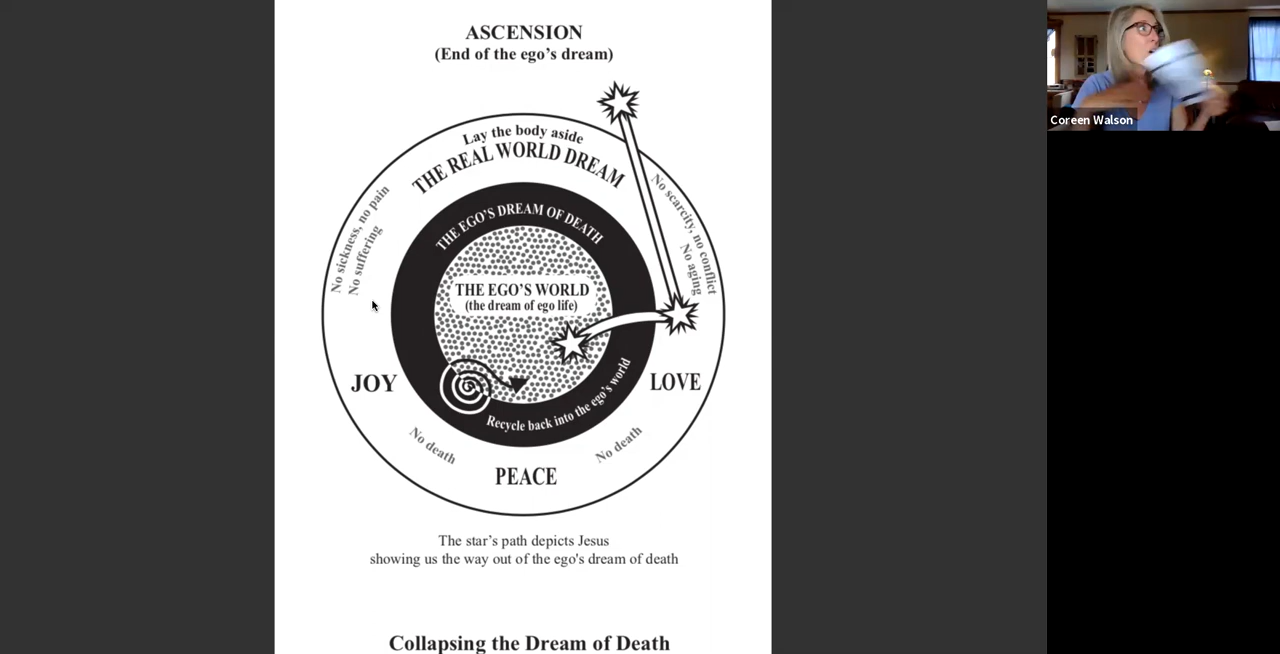 ASCENSION
(End of the ego's dream)
Lay the body aside
THE REAL WORLD DREAM
No sickness, no pain
No suffering
No scarcity, no conflict
No aging
THE EGO'S DREAM OF DEATH
THE EGO'S WORLD
(the dream of ego life)
Recycle back into the ego's world
JOY
LOVE
No death
No death
PEACE
The star's path depicts Jesus
showing us the way out of the ego's dream of death
Collapsing the Dream of Death
Coreen Walson